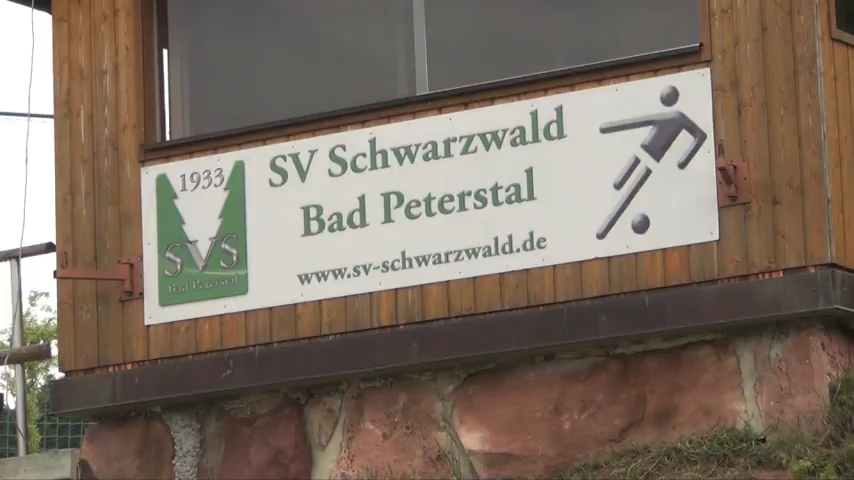 1933
SVS
Bad Peterstal
SV Schwarzwald
Bad Peterstal
www.sv-schwarzwald.de